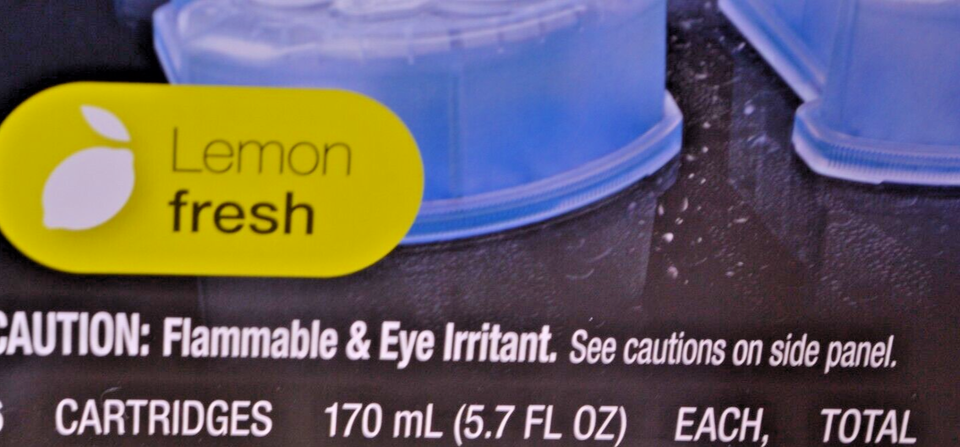 Lemon
fresh
CAUTION: Flammable & Eye Irritant. See cautions on side panel.
CARTRIDGES 170 mL (5.7 FL OZ) EACH, TOTAL